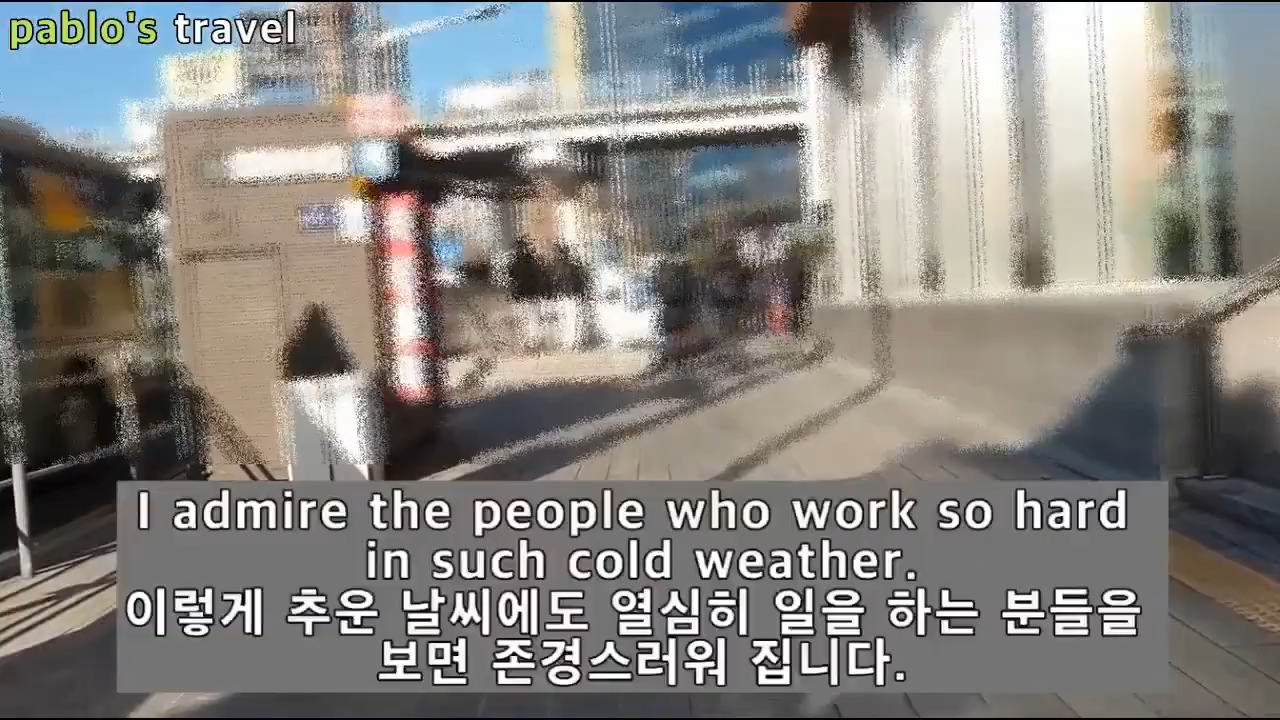 pablo's travel
I admire the people who work so hard
in such cold weather.
이렇게 추운 날씨에도 열심히 일을 하는 분들을
보면 존경스러워 집니다.